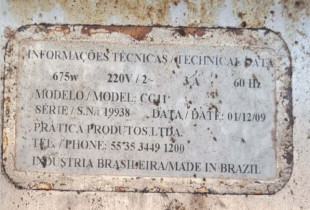 INFORMAÇÕES TÉCNICAS / TECHNICAL DATA
675w 220V / 2~ 3 A 60 Hz
MODELO / MODEL: CG11
SÉRIE / S.N.: 19938 DATA / DATE: 01/12/09
PRÁTICA PRODUTOS LTDA.
TEL. / PHONE: 55 35 3449 1200
INDÚSTRIA BRASILEIRA/MADE IN BRAZIL